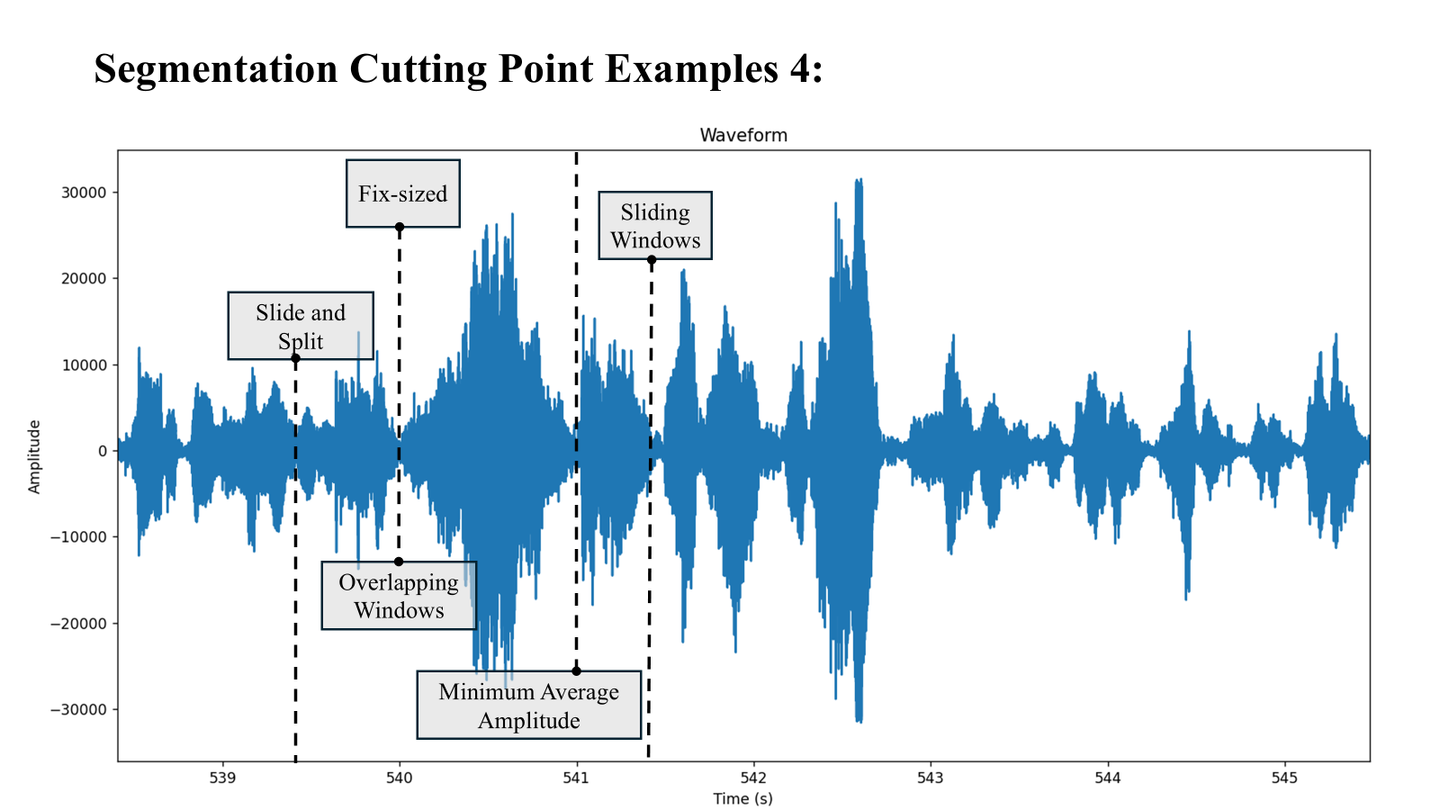 Segmentation Cutting Point Examples 4:
Waveform
Fix-sized
Sliding
Windows
Slide and
Split
Overlapping
Windows
Minimum Average
Amplitude
Amplitude
30000
20000
10000
0
−10000
−20000
−30000
539
540
541
542
543
544
545
Time (s)